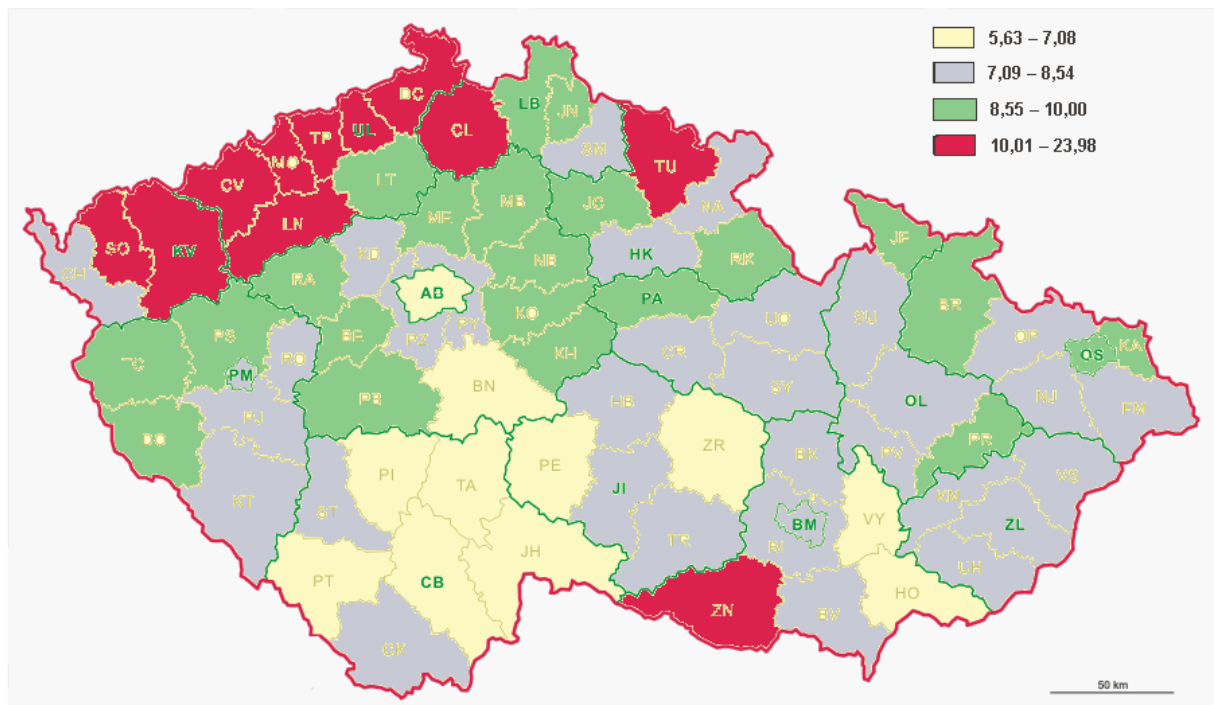 5,63 – 7,08
7,09 – 8,54
8,55 – 10,00
10,01 – 23,98
DC
LB
JN
UL
TP
CL
SM
MO
TU
CV
LT
MB
JC
NA
ME
LN
SO
KV
KD
HK
RK
JE
CH
RA
NB
AB
PA
BR
KO
UO
SU
OP
PS
BE
PZ
PY
KA
RO
KH
CR
OS
TC
PM
BN
SY
NJ
FM
PB
HB
OL
PJ
DO
ZR
PR
BK
PV
PE
PI
TA
VS
KT
JI
KM
ST
BM
VY
ZL
TR
BI
JH
UH
PT
CB
HO
ZN
BV
CK
50 km